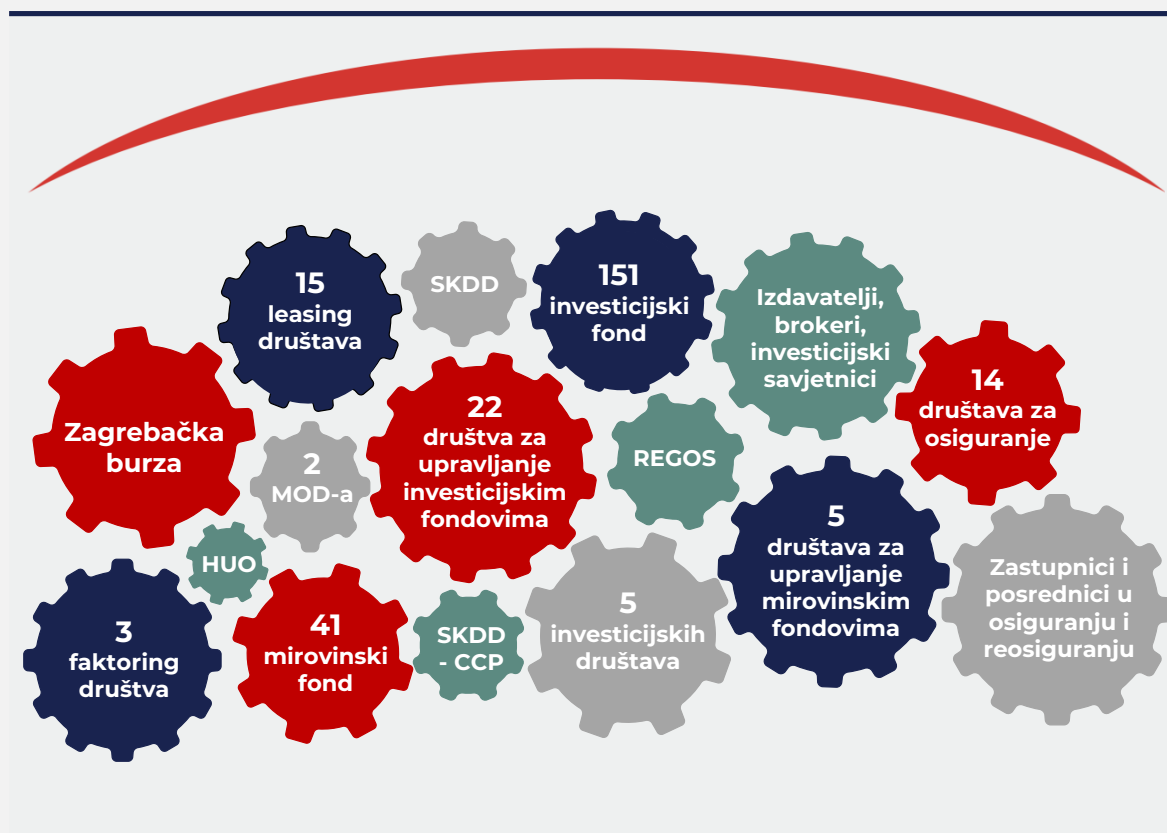 15
leasing
društava
SKDD
151
investicijski
fond
Izdavatelji,
brokeri,
investicijski
savjetnici
14
društava za
osiguranje
Zagrebačka
burza
2
MOD-a
22
društva za
upravljanje
investicijskim
fondovima
REGOS
5
društava za
upravljanje
mirovinskim
fondovima
HUO
3
faktoring
društva
41
mirovinski
fond
SKDD
- CCP
5
investicijskih
društava
Zastupnici i
posrednici u
osiguranju i
reosiguranju